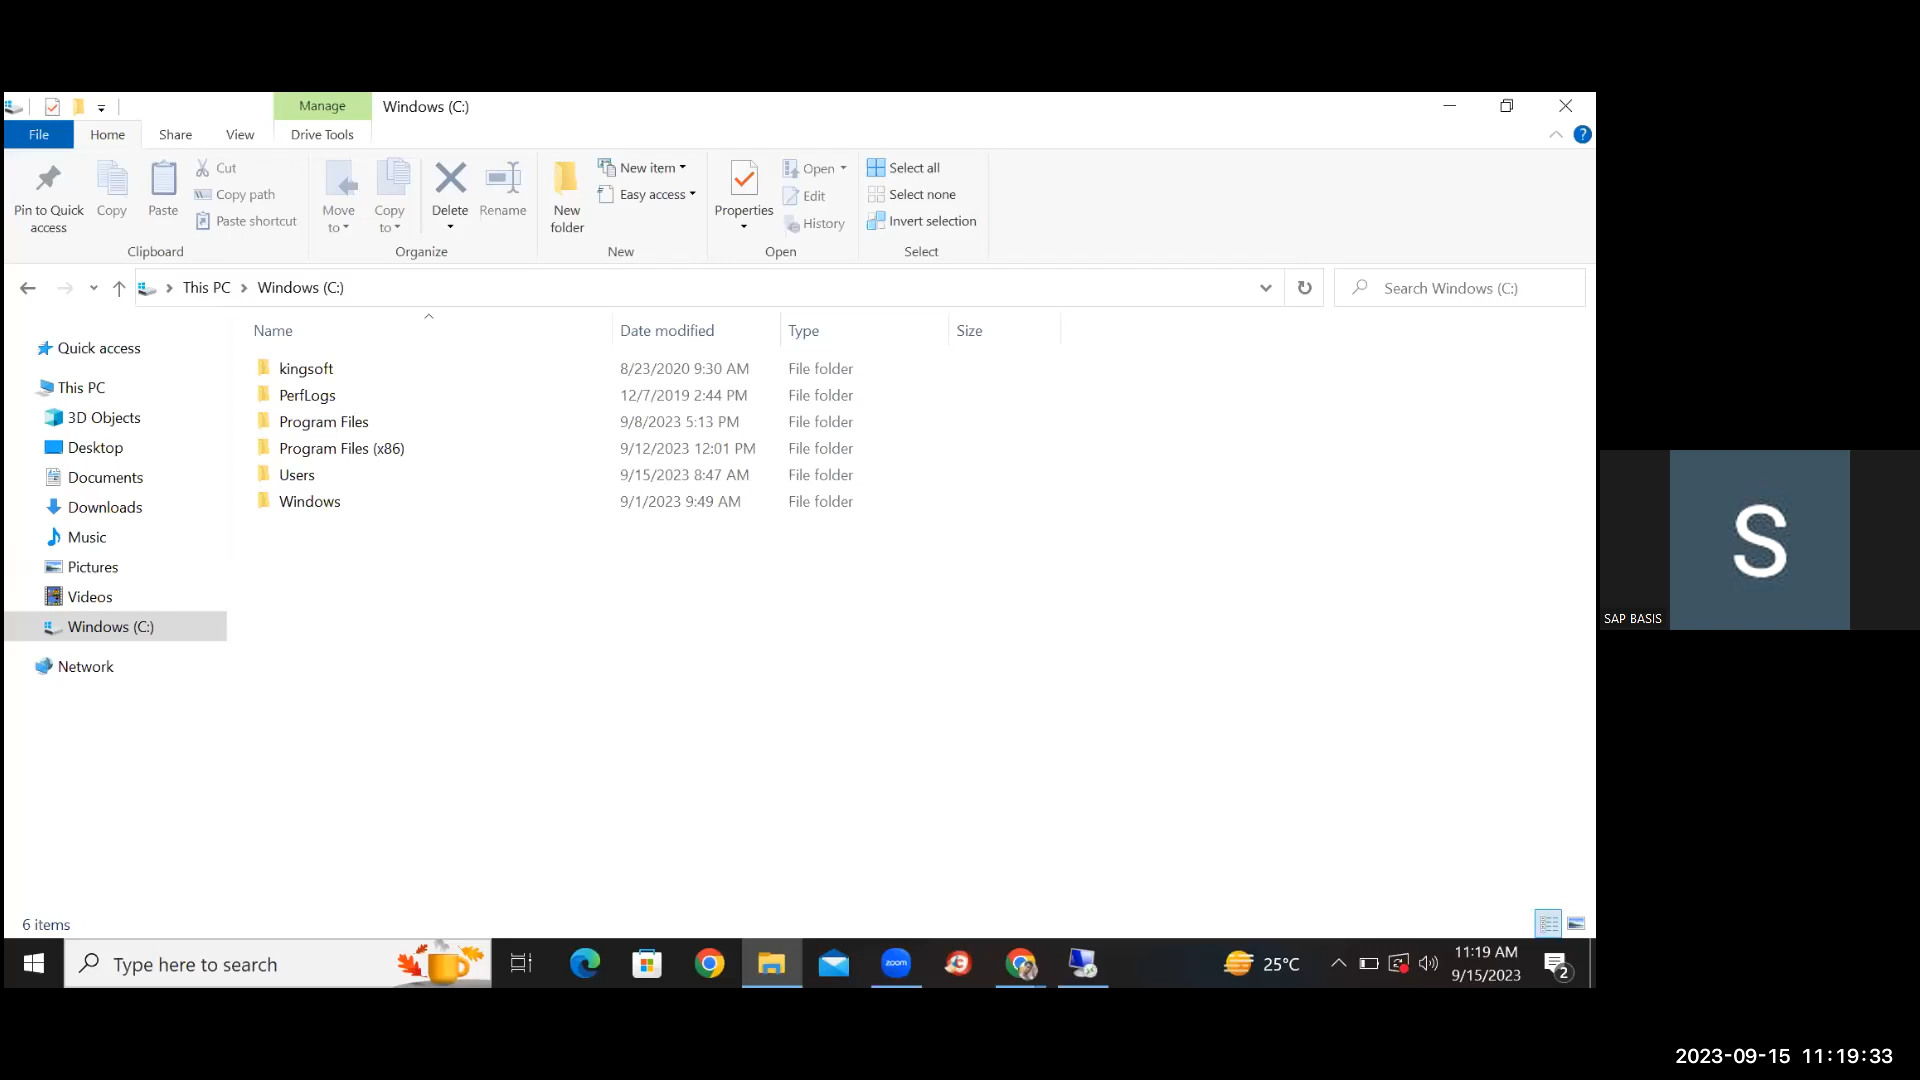 Manage
Windows (C:)
File
Home
Share
View
Drive Tools
Pin to Quick access
Copy
Paste
Cut
Copy path
Paste shortcut
Clipboard
Move to
Copy to
Delete
Rename
Organize
New folder
New item
Easy access
New
Properties
Open
Edit
History
Open
Select all
Select none
Invert selection
Select
This PC
Windows (C:)
Search Windows (C:)
Quick access
This PC
3D Objects
Desktop
Documents
Downloads
Music
Pictures
Videos
Windows (C:)
Network
Name Date modified Type Size
kingsoft 8/23/2020 9:30 AM File folder
PerfLogs 12/7/2019 2:44 PM File folder
Program Files 9/8/2023 5:13 PM File folder
Program Files (x86) 9/12/2023 12:01 PM File folder
Users 9/15/2023 8:47 AM File folder
Windows 9/1/2023 9:49 AM File folder
S
SAP BASIS
6 items
Type here to search
zoom
25°C
11:19 AM
9/15/2023
2
2023-09-15 11:19:33